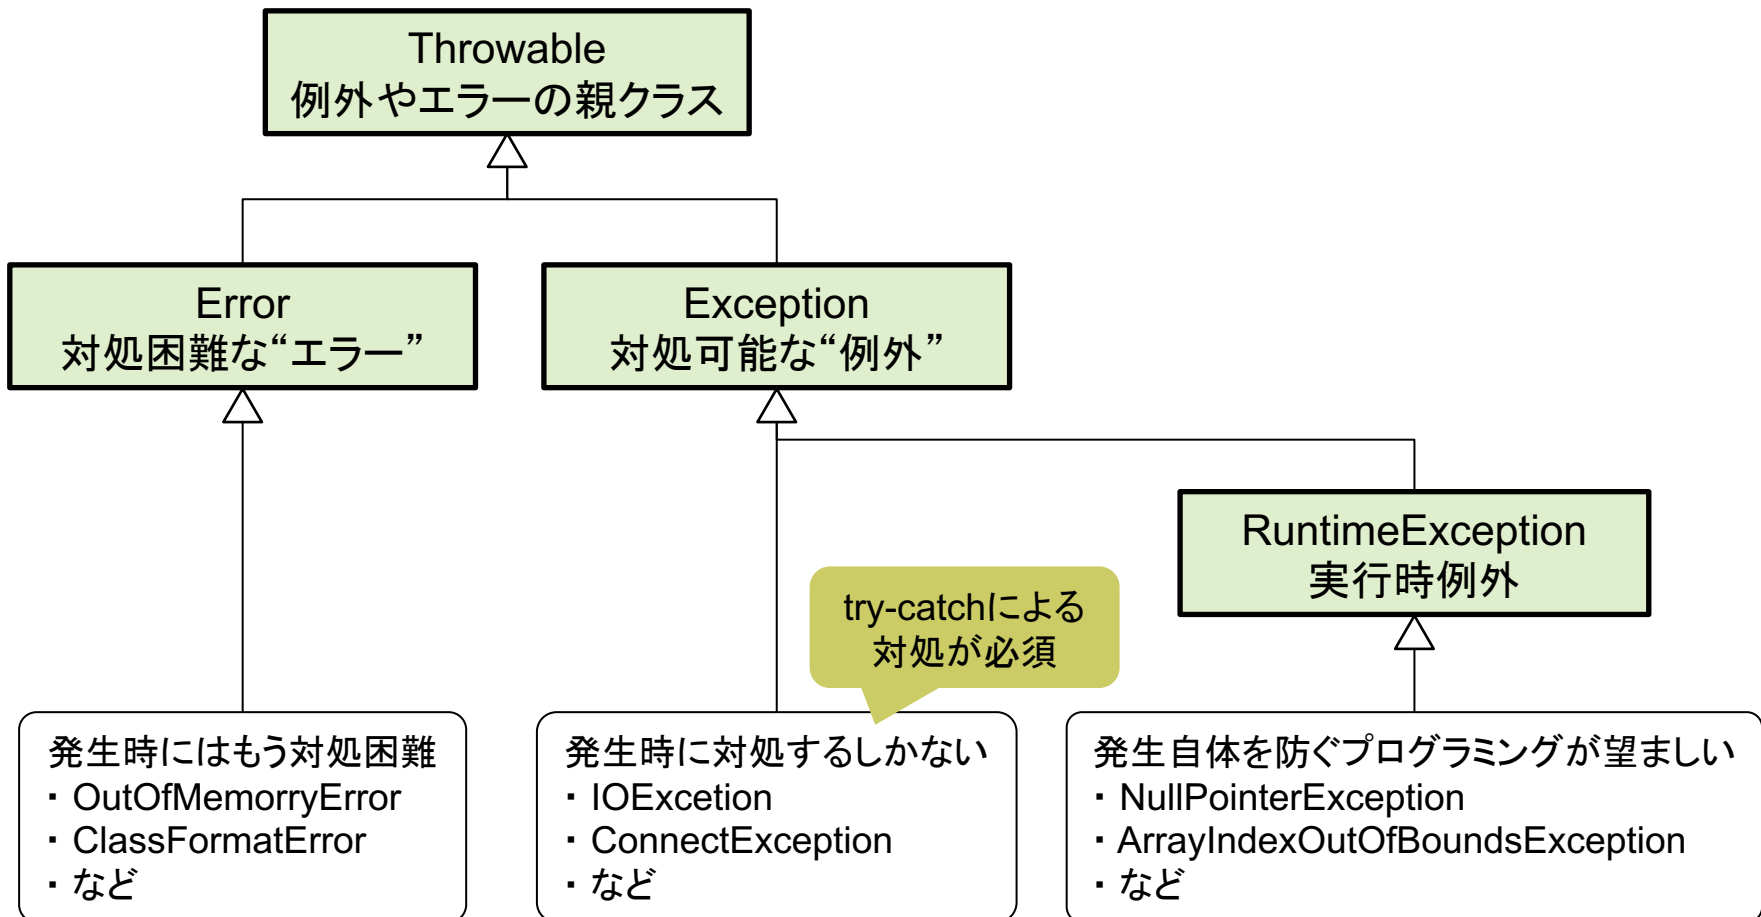 Throwable
例外やエラーの親クラス
Error
対処困難な“エラー”
Exception
対処可能な“例外”
RuntimeException
実行時例外
try-catchによる
対処が必須
発生時にはもう対処困難
・ OutOfMemorryError
・ ClassFormatError
・ など
発生時に対処するしかない
・ IOExcetion
・ ConnectException
・ など
発生自体を防ぐプログラミングが望ましい
・ NullPointerException
・ ArrayIndexOutOfBoundsException
・ など